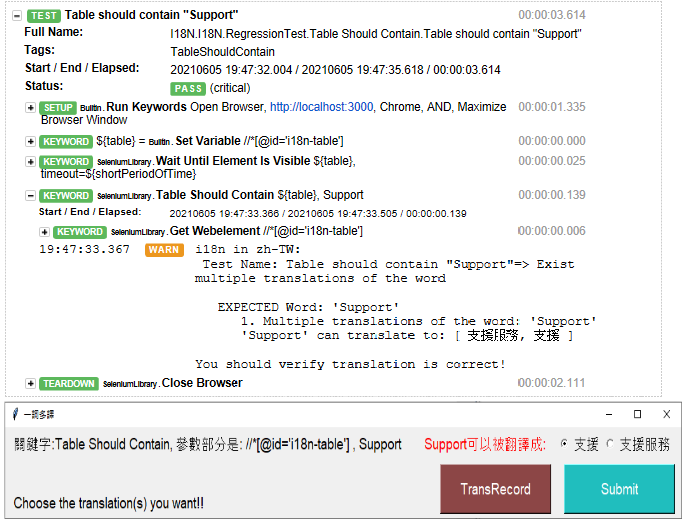 TEST Table should contain "Support" 00:00:03.614
Full Name: I18N.I18N.RegressionTest.Table Should Contain.Table should contain "Support"
Tags: TableShouldContain
Start / End / Elapsed: 20210605 19:47:32.004 / 20210605 19:47:35.618 / 00:00:03.614
Status: PASS (critical)
SETUP BuiltIn . Run Keywords Open Browser, http://localhost:3000, Chrome, AND, Maximize 00:00:01.335
Browser Window
KEYWORD ${table} = BuiltIn . Set Variable //*[@id='i18n-table'] 00:00:00.000
KEYWORD SeleniumLibrary . Wait Until Element Is Visible ${table}, 00:00:00.025
timeout=${shortPeriodOfTime}
KEYWORD SeleniumLibrary . Table Should Contain ${table}, Support 00:00:00.139
Start / End / Elapsed: 20210605 19:47:33.366 / 20210605 19:47:33.505 / 00:00:00.139
KEYWORD SeleniumLibrary . Get Webelement //*[@id='i18n-table'] 00:00:00.006
19:47:33.367 WARN i18n in zh-TW:
Test Name: Table should contain "Support"=> Exist
multiple translations of the word
EXPECTED Word: 'Support'
1. Multiple translations of the word: 'Support'
'Support' can translate to: [ 支援服務, 支援 ]
You should verify translation is correct!
TEARDOWN SeleniumLibrary . Close Browser 00:00:02.111
一詞多譯
關鍵字:Table Should Contain, 參數部分是: //*[@id='i18n-table'] , Support Support可以被翻譯成: 支援 支援服務
TransRecord Submit
Choose the translation(s) you want!!